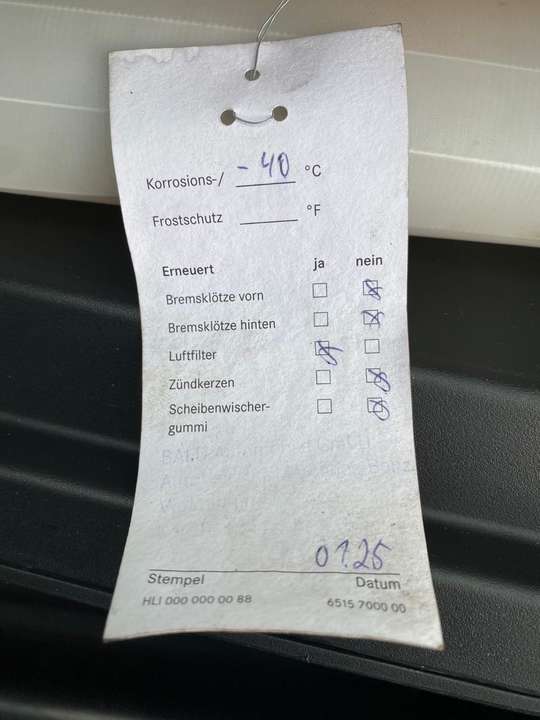 Korrosions-/ - 40 °C
Frostschutz °F
Erneuert ja nein
Bremsklötze vorn
Bremsklötze hinten
Luftfilter
Zündkerzen
Scheibenwischer-
gummi
01.25
Stempel Datum
HLI 000 000 00 88 6515 7000 00